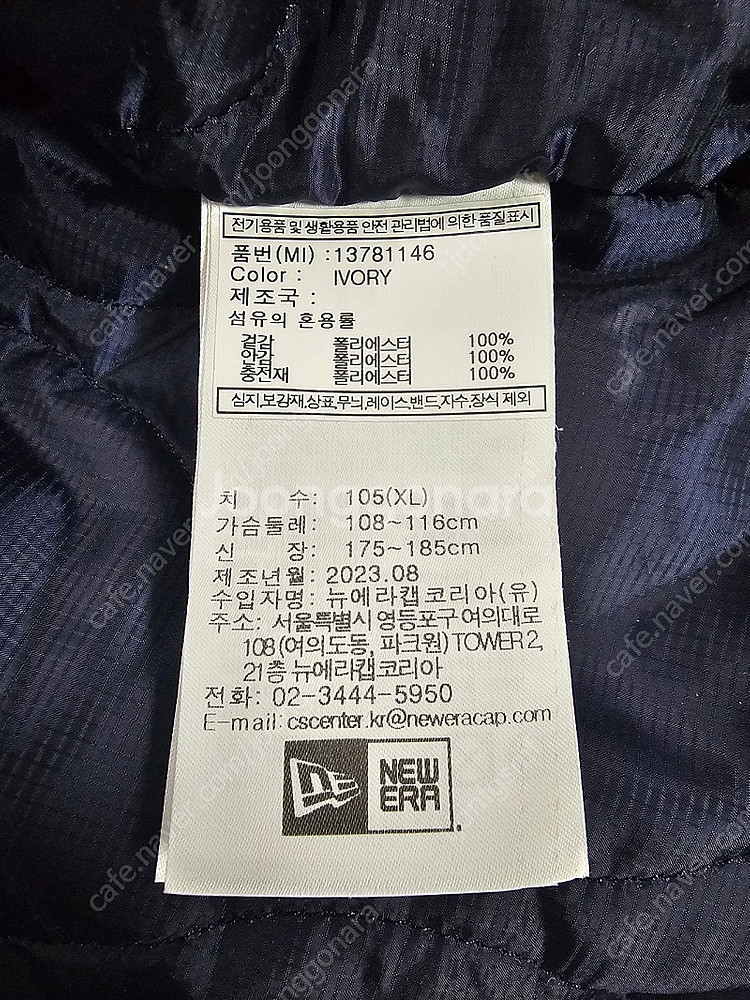 전기용품 및 생활용품 안전 관리법에 의한 품질표시
품번(MI) :13781146
Color : IVORY
제조국 :
섬유의 혼용률
겉감 폴리에스터 100%
안감 폴리에스터 100%
충전재 폴리에스터 100%
심지,보강재,상표,무늬,레이스,밴드,자수,장식 제외
치 수: 105(XL)
가슴둘레: 108~116cm
신 장: 175~185cm
제조년월: 2023.08
수입자명: 뉴에라캡코리아(유)
주소: 서울특별시 영등포구 여의대로
108 (여의도동, 파크원) TOWER 2,
21층 뉴에라캡코리아
전화: 02-3444-5950
E-mail: cscenter.kr@neweracap.com
NEW
ERA
Joonggonara
cafe.naver.com/joonggonara